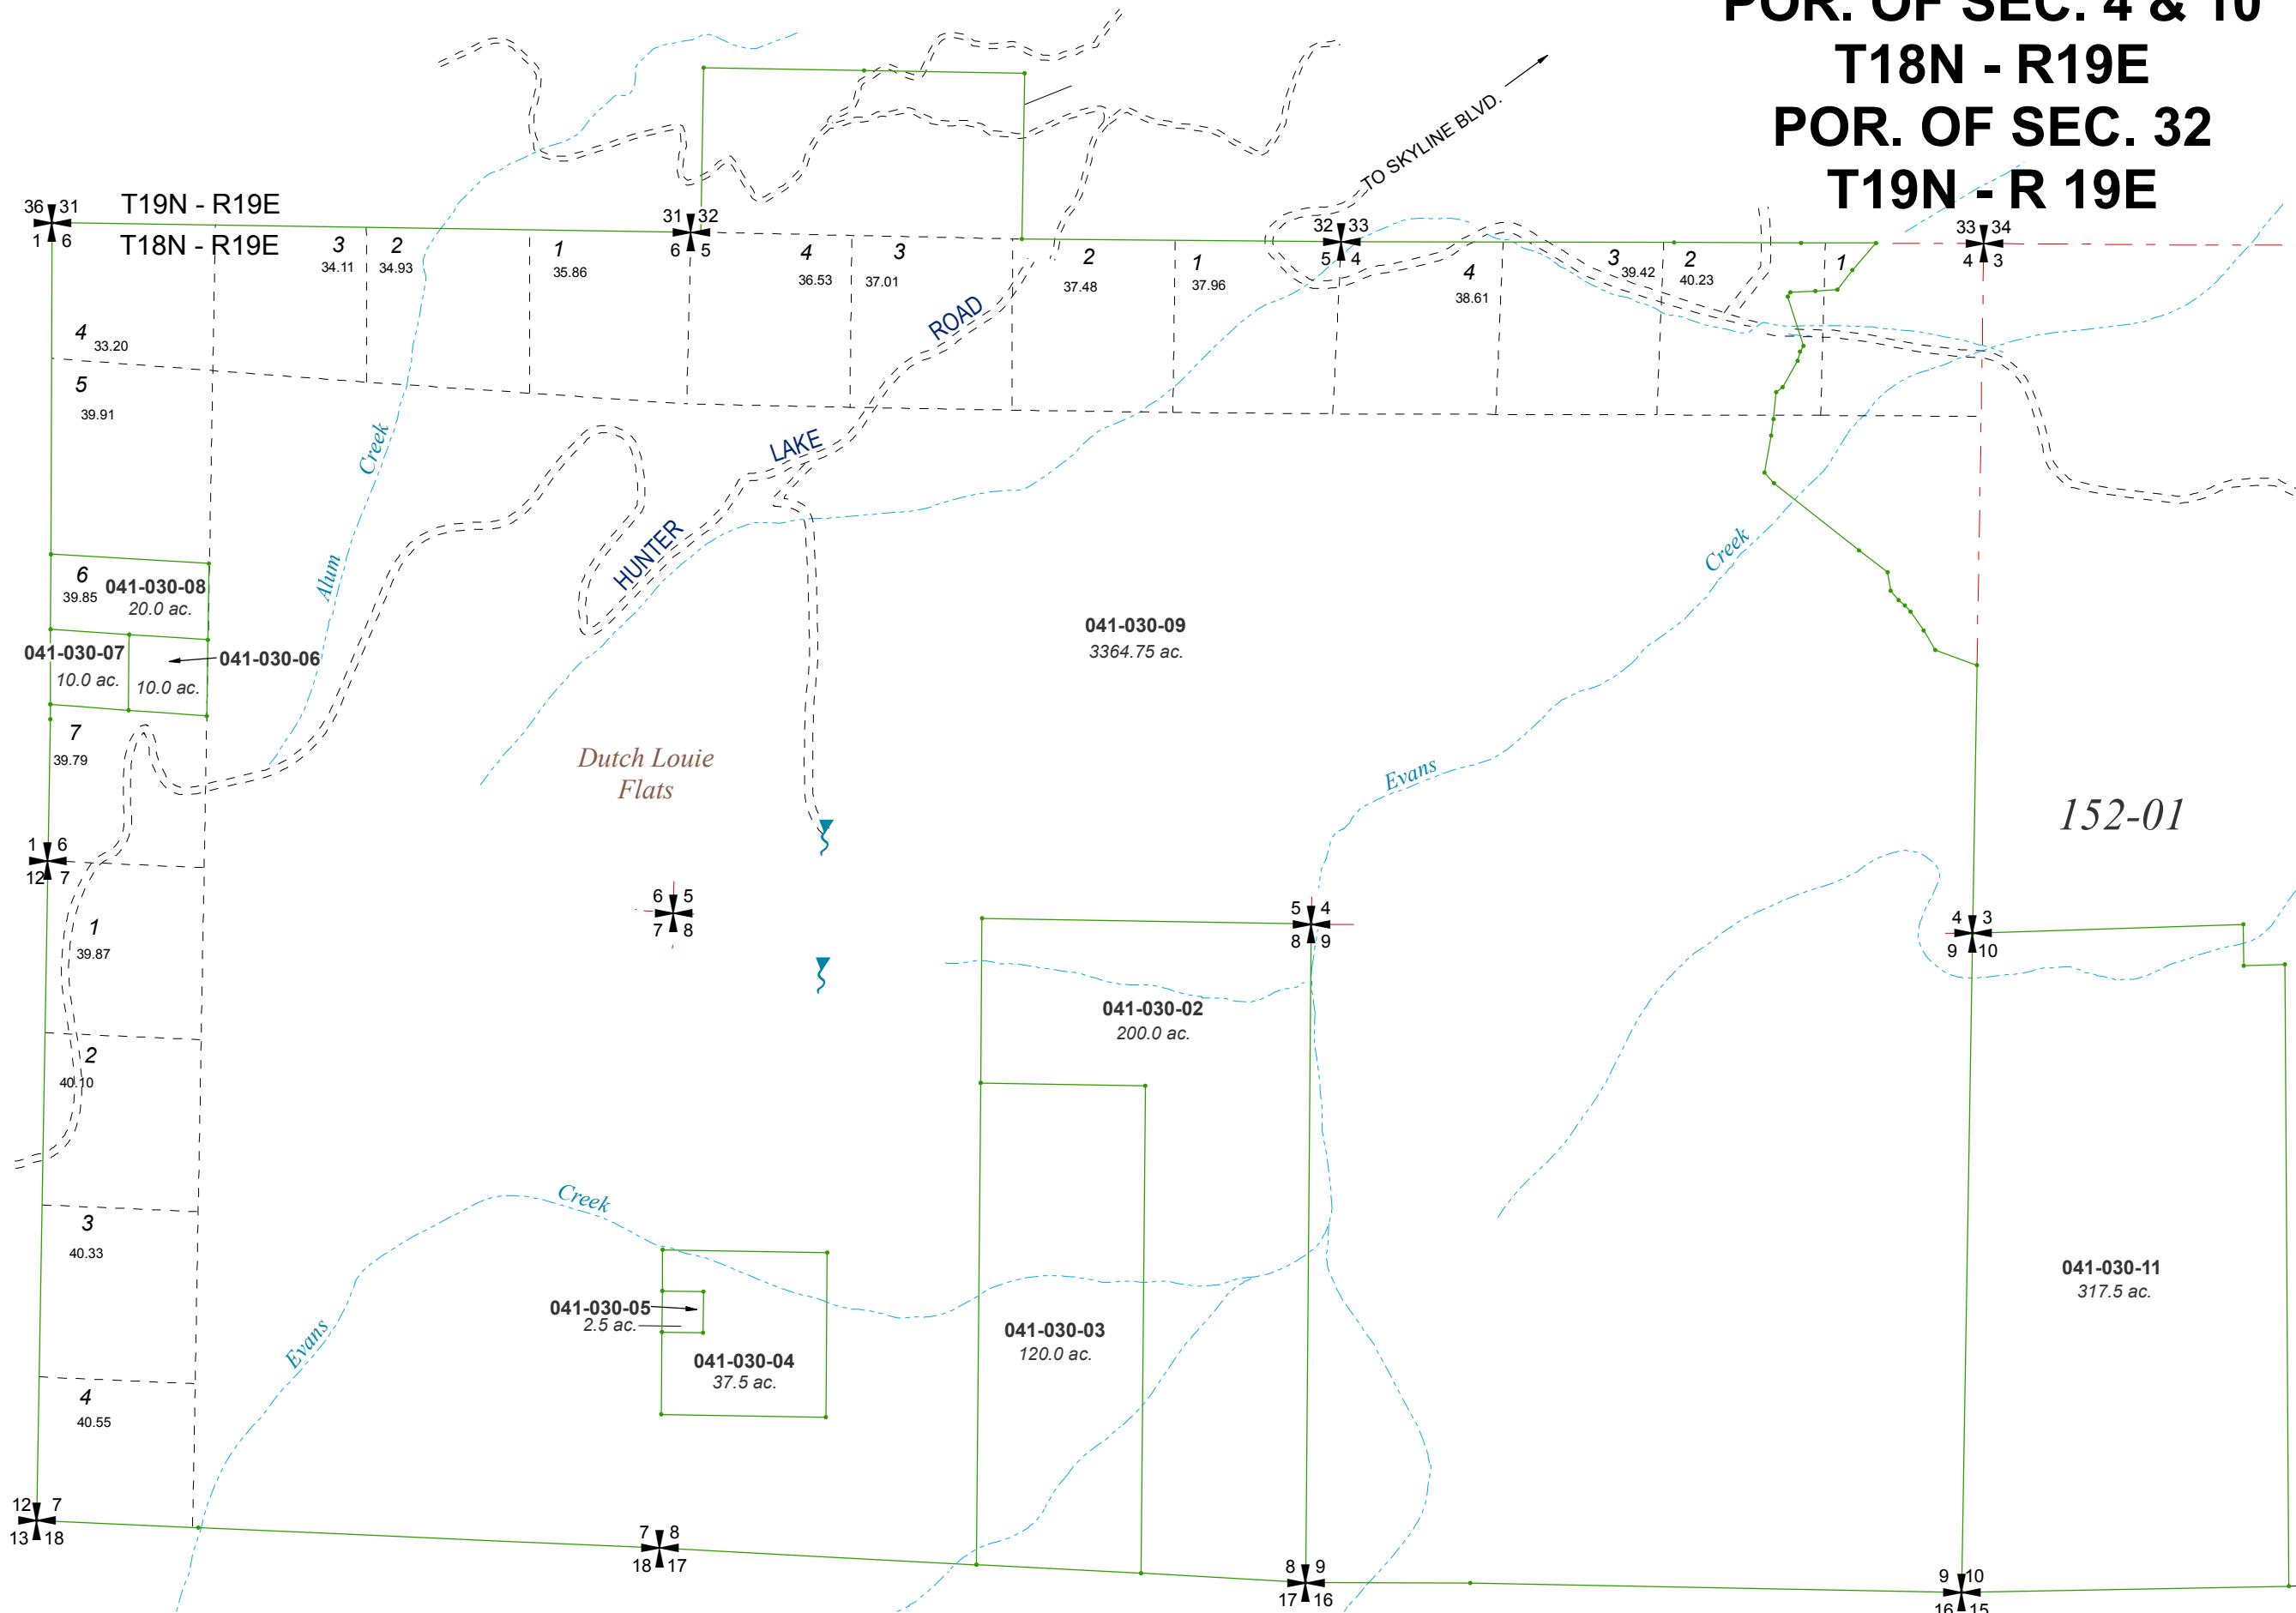 POR. OF SEC. 4 & 10
T18N - R19E
POR. OF SEC. 32
T19N - R 19E
TO SKYLINE BLVD.
36 31
1 6
T19N - R19E
T18N - R19E
31 32
6 5
32 33
5 4
33 34
4 3
3
34.11
2
34.93
1
35.86
4
36.53
3
37.01
2
37.48
1
37.96
4
38.61
3
39.42
2
40.23
1
4
33.20
5
39.91
ROAD
LAKE
HUNTER
Creek
Alum
Creek
Evans
6
39.85
041-030-08
20.0 ac.
041-030-07
10.0 ac.
041-030-06
10.0 ac.
7
39.79
041-030-09
3364.75 ac.
Dutch Louie
Flats
152-01
1 6
12 7
6 5
7 8
5 4
8 9
4 3
9 10
1
39.87
2
40.10
3
40.33
4
40.55
041-030-02
200.0 ac.
Creek
Evans
041-030-05
2.5 ac.
041-030-04
37.5 ac.
041-030-03
120.0 ac.
041-030-11
317.5 ac.
12 7
13 18
7 8
18 17
8 9
17 16
9 10
16 15